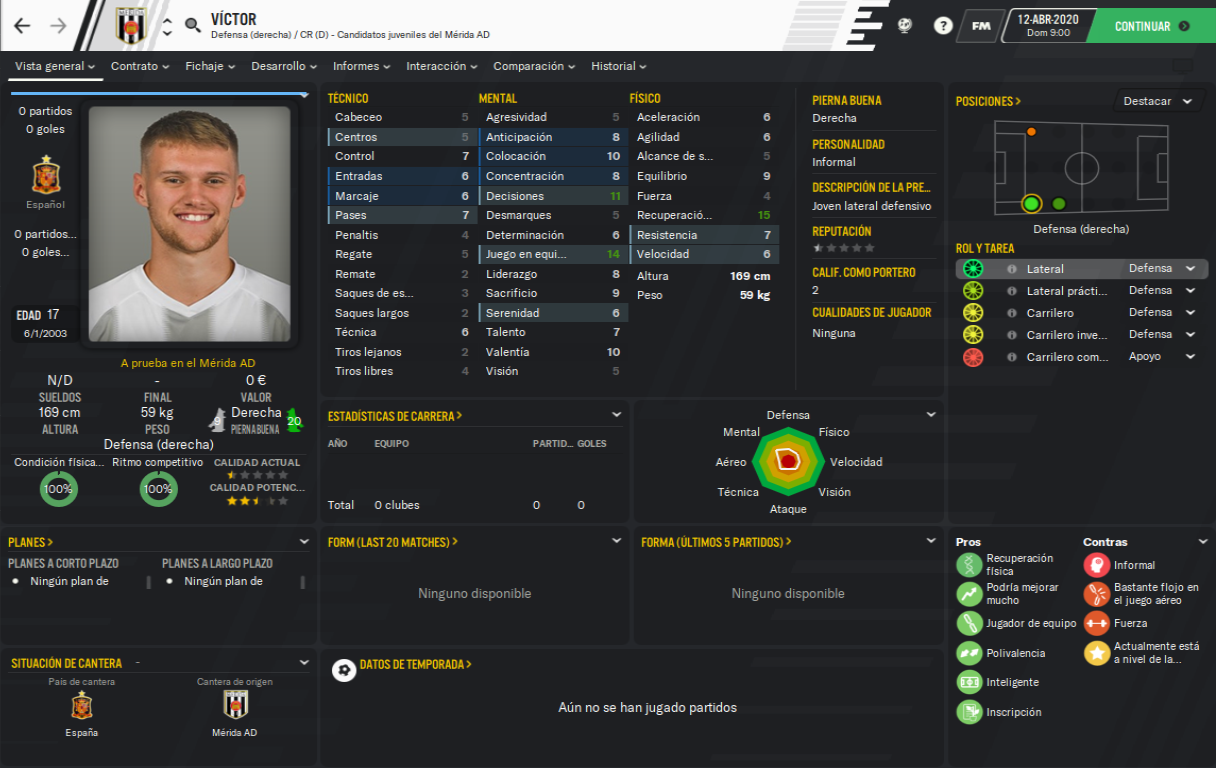 VÍCTOR
Defensa (derecha) / CR (D) - Candidatos juveniles del Mérida AD
FM
12-ABR-2020
Dom 9:00
CONTINUAR
Vista general Contrato Fichaje Desarrollo Informes Interacción Comparación Historial
0 partidos
0 goles
Español
0 partidos...
0 goles...
EDAD 17
6/1/2003
A prueba en el Mérida AD
N/D - 0 €
SUELDOS FINAL VALOR
169 cm 59 kg 9 Derecha 20
ALTURA PESO PIERNA BUENA
Defensa (derecha)
Condición física... Ritmo competitivo CALIDAD ACTUAL
100% 100% CALIDAD POTENC...
TÉCNICO
Cabeceo 5
Centros 5
Control 7
Entradas 6
Marcaje 6
Pases 7
Penaltis 4
Regate 5
Remate 2
Saques de es... 3
Saques largos 2
Técnica 6
Tiros lejanos 2
Tiros libres 4
MENTAL
Agresividad 5
Anticipación 8
Colocación 10
Concentración 8
Decisiones 11
Desmarques 5
Determinación 6
Juego en equi... 14
Liderazgo 8
Sacrificio 9
Serenidad 6
Talento 7
Valentía 10
Visión 5
FÍSICO
Aceleración 6
Agilidad 6
Alcance de s... 5
Equilibrio 9
Fuerza 4
Recuperació... 15
Resistencia 7
Velocidad 6
Altura 169 cm
Peso 59 kg
PIERNA BUENA
Derecha
PERSONALIDAD
Informal
DESCRIPCIÓN DE LA PRE...
Joven lateral defensivo
REPUTACIÓN
CALIF. COMO PORTERO
2
CUALIDADES DE JUGADOR
Ninguna
POSICIONES >
Destacar
Defensa (derecha)
ROL Y TAREA
Lateral Defensa
Lateral prácti... Defensa
Carrilero Defensa
Carrilero inve... Defensa
Carrilero com... Apoyo
ESTADÍSTICAS DE CARRERA >
AÑO EQUIPO PARTID... GOLES
Total 0 clubes 0 0
Defensa
Mental Físico
Aéreo Velocidad
Técnica Visión
Ataque
PLANES >
PLANES A CORTO PLAZO PLANES A LARGO PLAZO
• Ningún plan de • Ningún plan de
FORM (LAST 20 MATCHES) >
Ninguno disponible
FORMA (ÚLTIMOS 5 PARTIDOS) >
Ninguno disponible
Pros
Recuperación
física
Podría mejorar
mucho
Jugador de equipo
Polivalencia
Inteligente
Inscripción
Contras
Informal
Bastante flojo en
el juego aéreo
Fuerza
Actualmente está
a nivel de la...
SITUACIÓN DE CANTERA -
País de cantera Cantera de origen
España Mérida AD
DATOS DE TEMPORADA >
Aún no se han jugado partidos